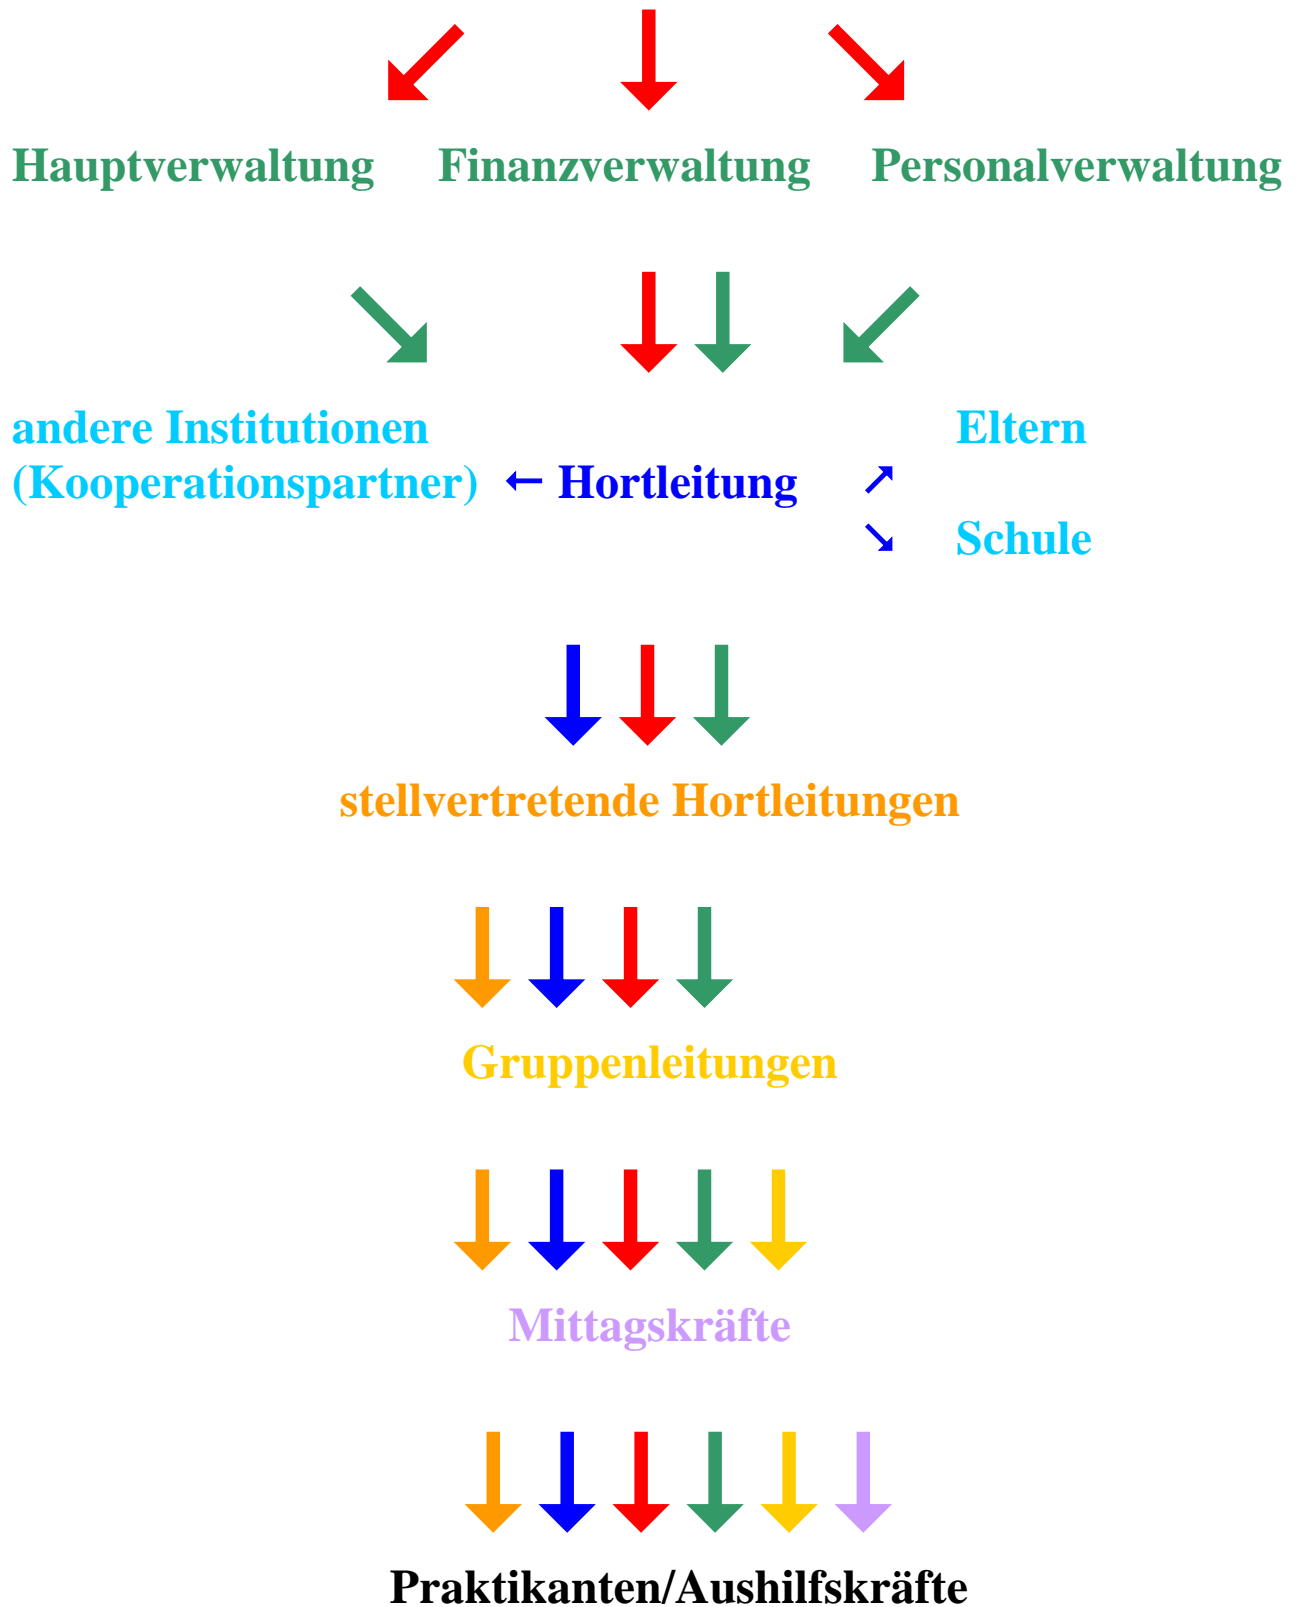 Hauptverwaltung Finanzverwaltung Personalverwaltung
andere Institutionen Eltern
(Kooperationspartner) ← Hortleitung ↗
↘ Schule
stellvertretende Hortleitungen
Gruppenleitungen
Mittagskräfte
Praktikanten/Aushilfskräfte